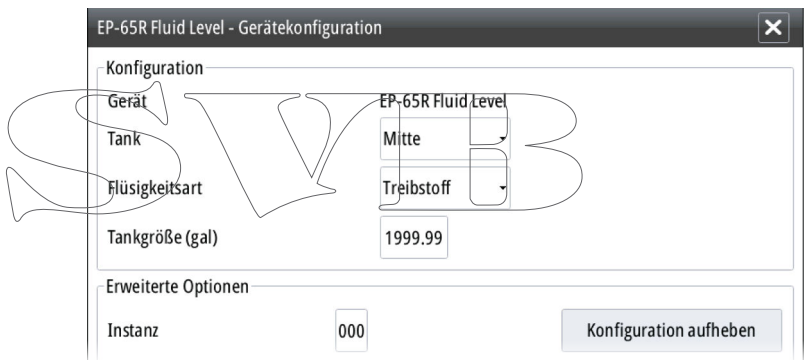 EP-65R Fluid Level - Gerätekonfiguration
Konfiguration
Gerät EP-65R Fluid Level
Tank Mitte
Flüsigkeitsart Treibstoff
Tankgröße (gal) 1999.99
Erweiterte Optionen
Instanz 000 Konfiguration aufheben
SVB